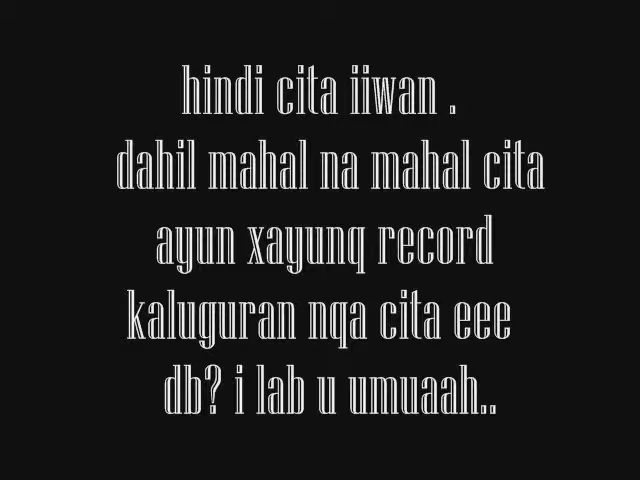 hindi cita iiwan .
dahil mahal na mahal cita
ayun xayunq record
kaluguran nqa cita eee
db? i lab u umuaah..